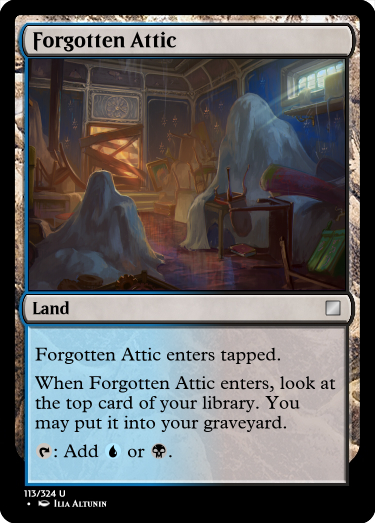 Forgotten Attic
Land
Forgotten Attic enters tapped.
When Forgotten Attic enters, look at
the top card of your library. You
may put it into your graveyard.
: Add or .
113/324 U
• Ilia Altunin